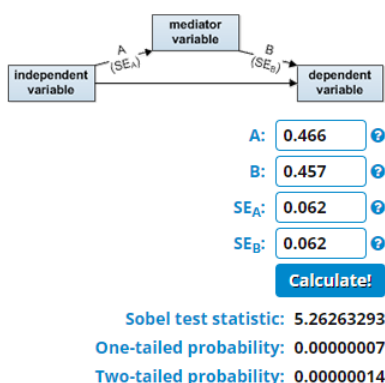 mediator
variable
A
(SEA)
B
(SEB)
independent
variable
dependent
variable
A: 0.466 ?
B: 0.457 ?
SEA: 0.062 ?
SEB: 0.062 ?
Calculate!
Sobel test statistic: 5.26263293
One-tailed probability: 0.00000007
Two-tailed probability: 0.00000014